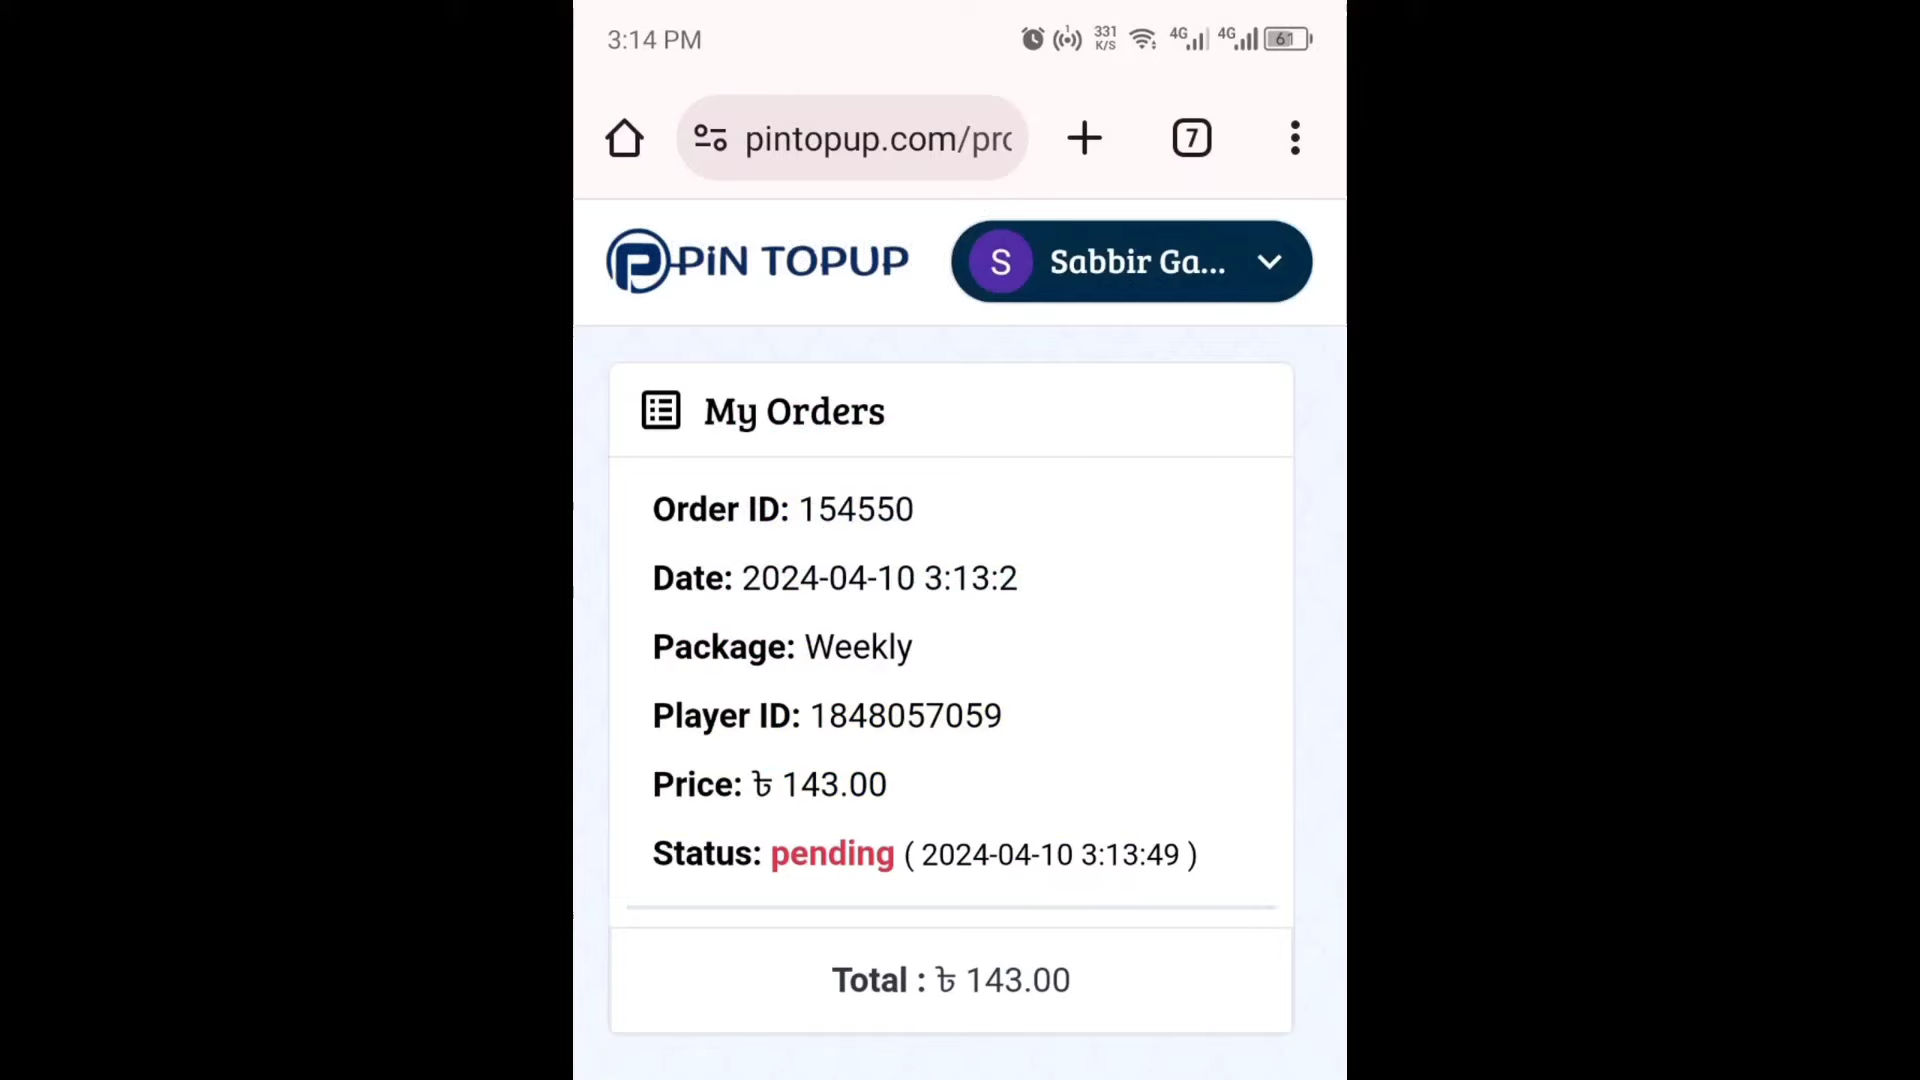 3:14 PM
1
331 K/S
4G
4G
61
pintopup.com/pro
7
PiN TOPUP
S
Sabbir Ga...
My Orders
Order ID: 154550
Date: 2024-04-10 3:13:2
Package: Weekly
Player ID: 1848057059
Price: ৳ 143.00
Status: pending ( 2024-04-10 3:13:49 )
Total : ৳ 143.00